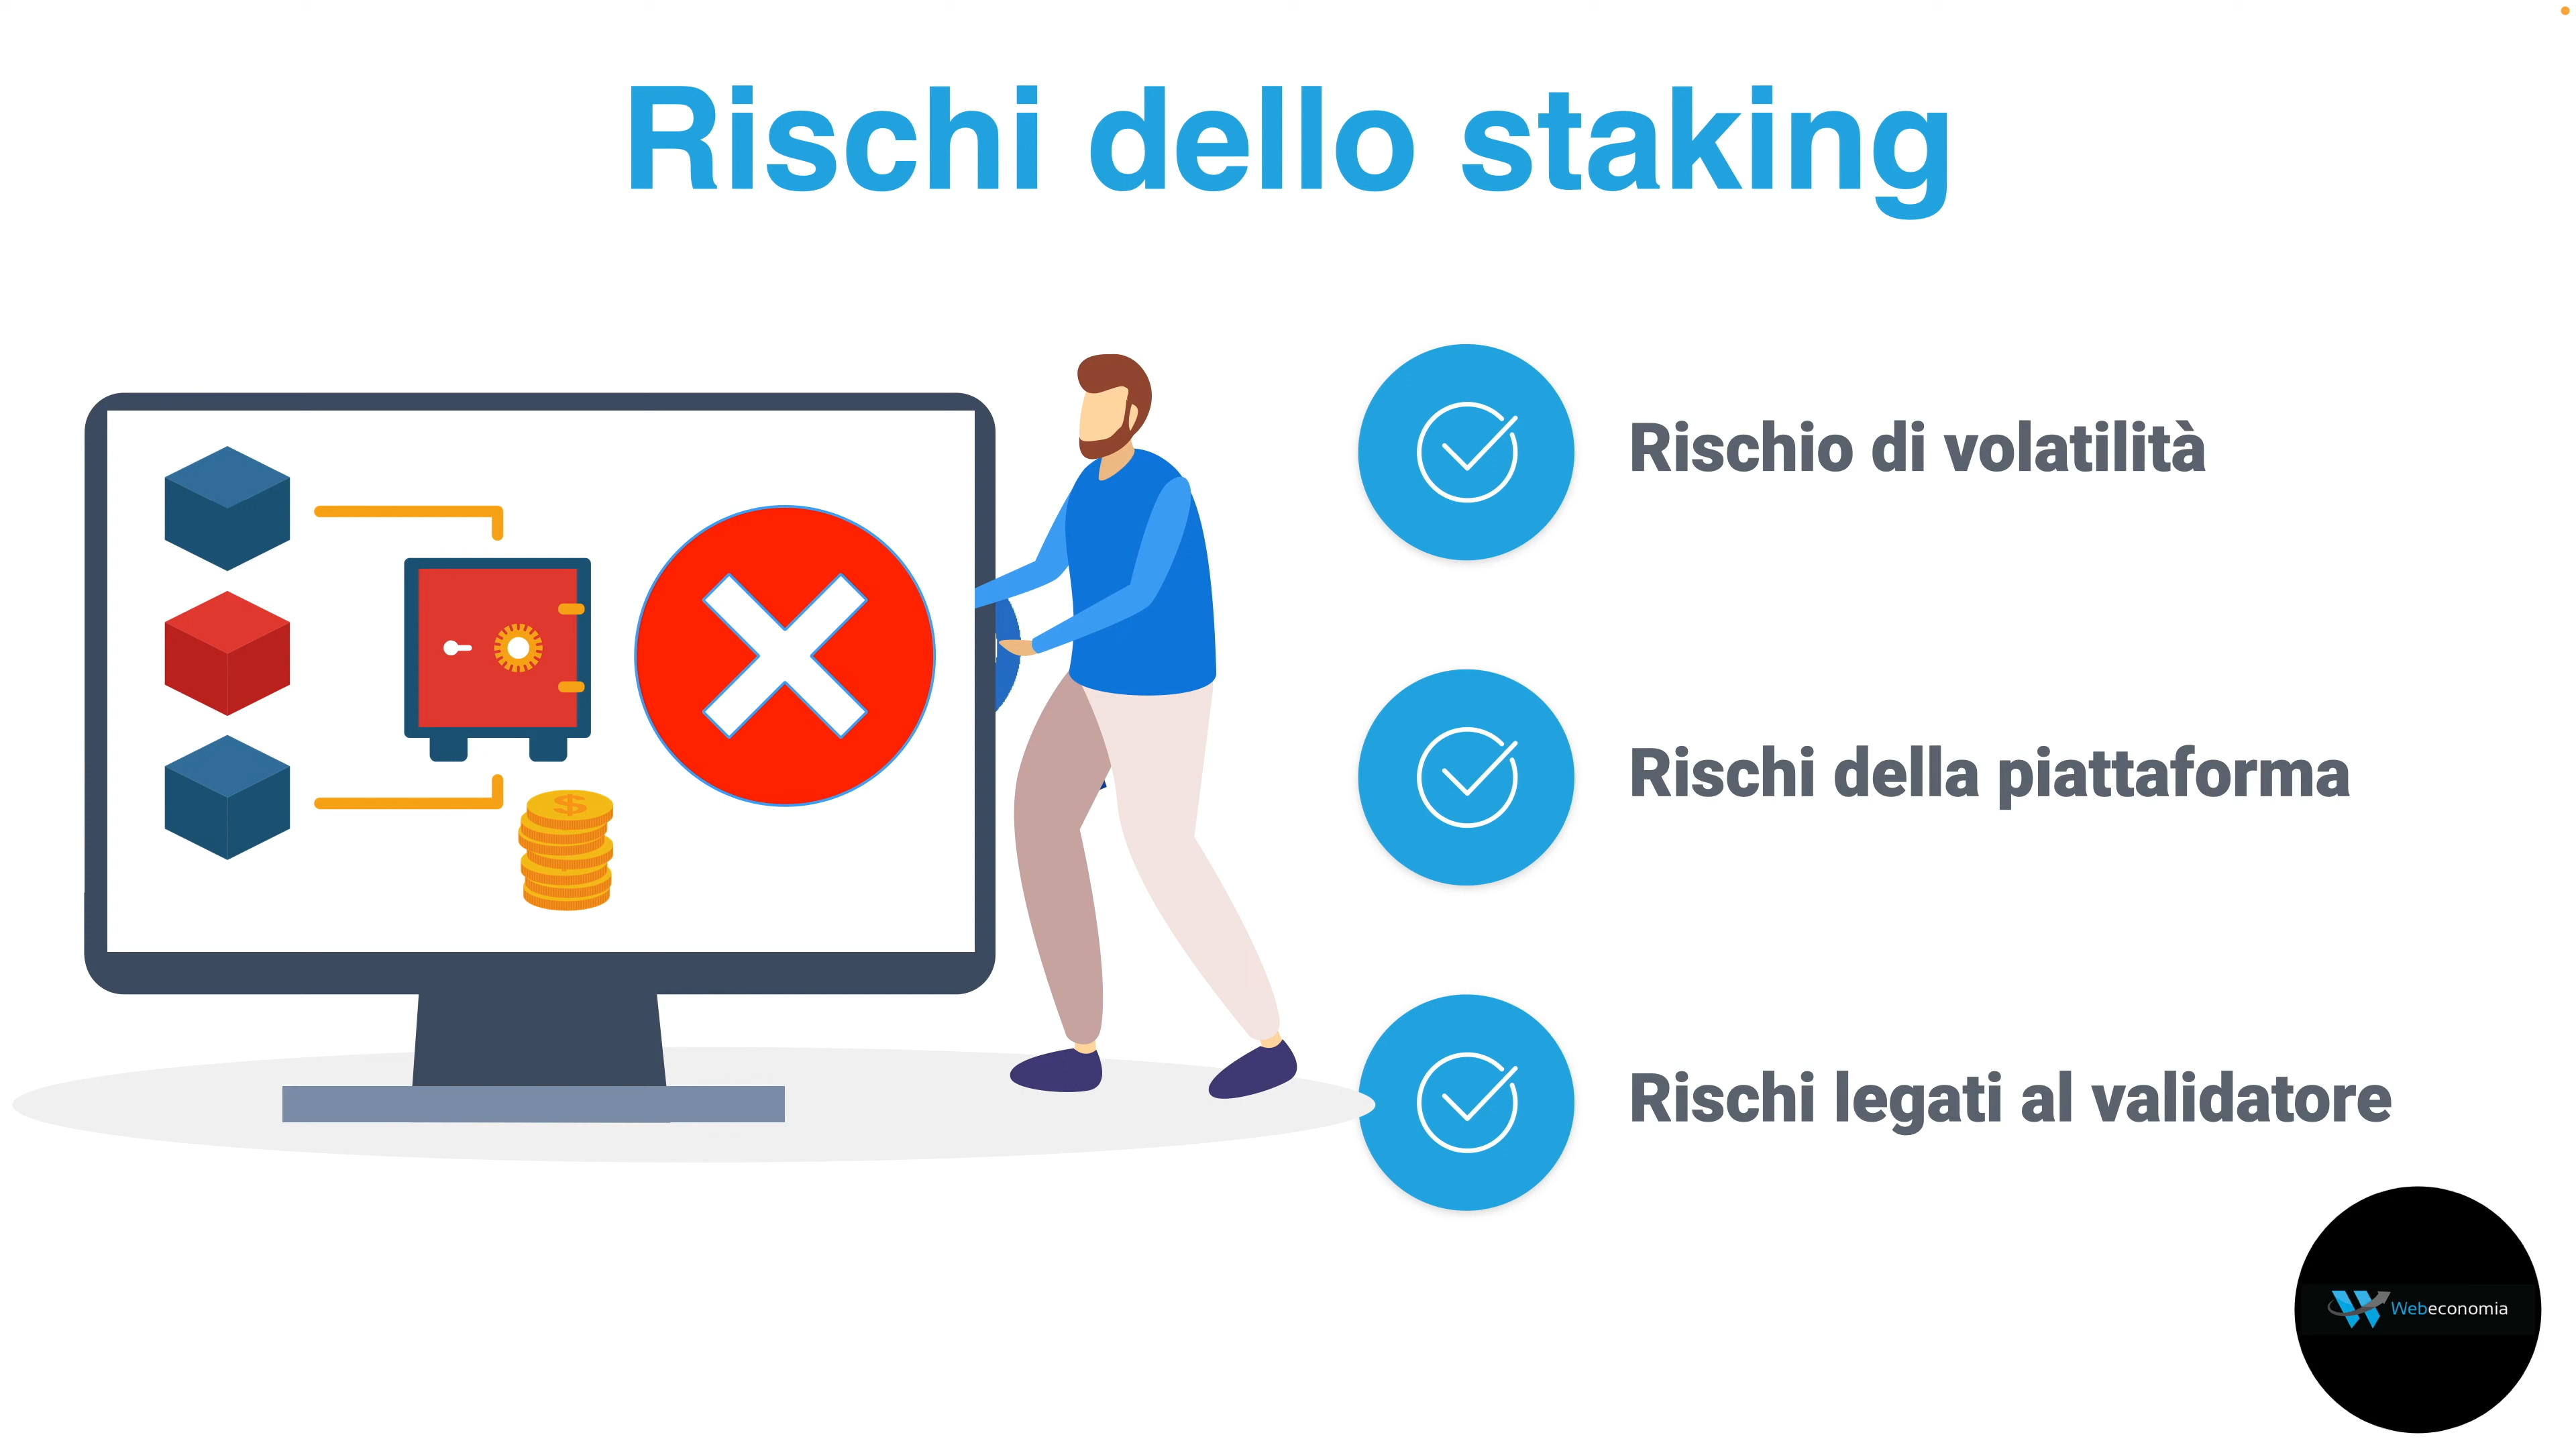 Rischi dello staking
Rischio di volatilità
Rischi della piattaforma
Rischi legati al validatore
Webeconomia